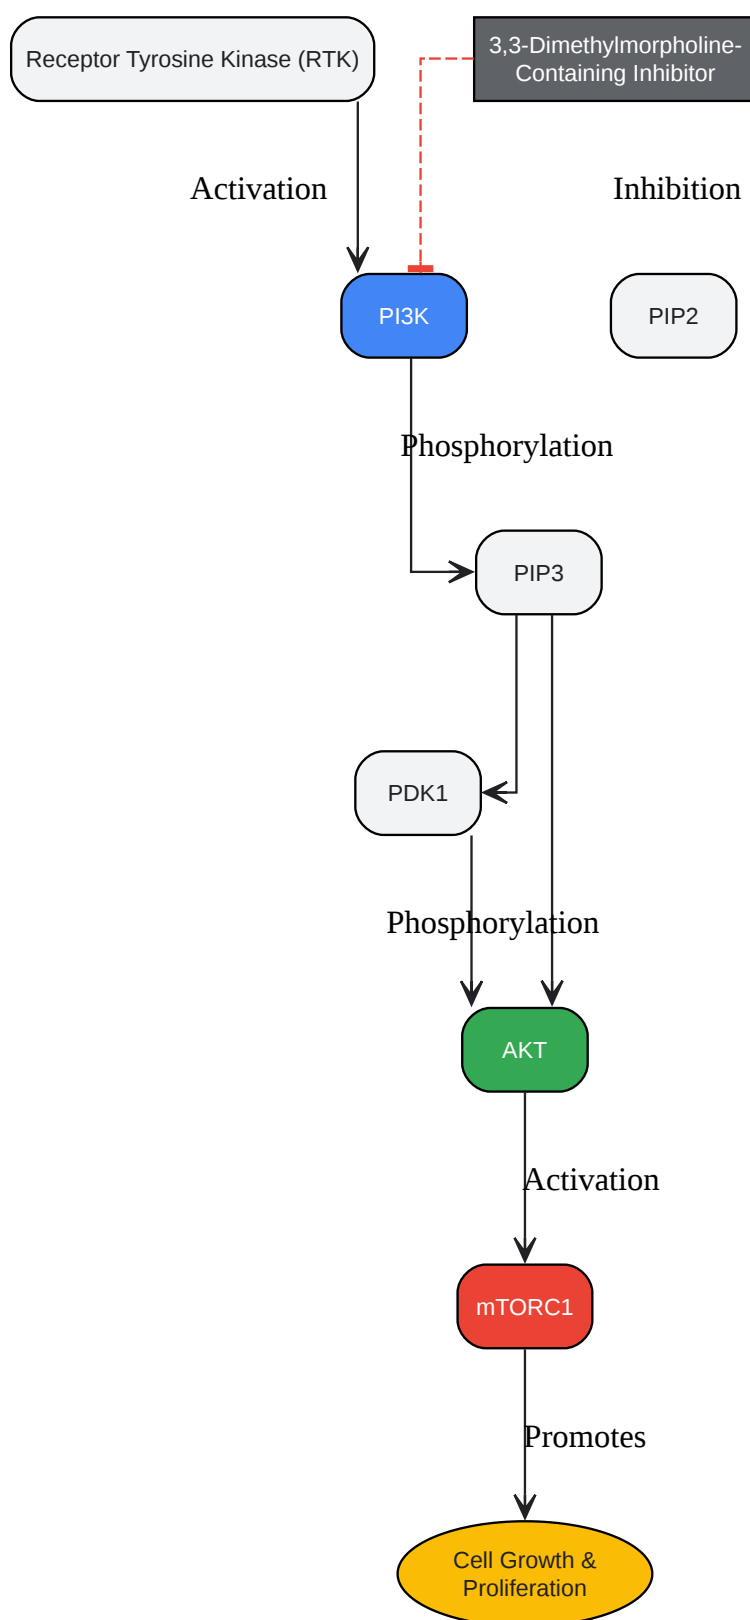 Receptor Tyrosine Kinase (RTK)
3,3-Dimethylmorpholine-
Containing Inhibitor
Activation
Inhibition
PI3K
PIP2
Phosphorylation
PIP3
PDK1
Phosphorylation
AKT
Activation
mTORC1
Promotes
Cell Growth &
Proliferation